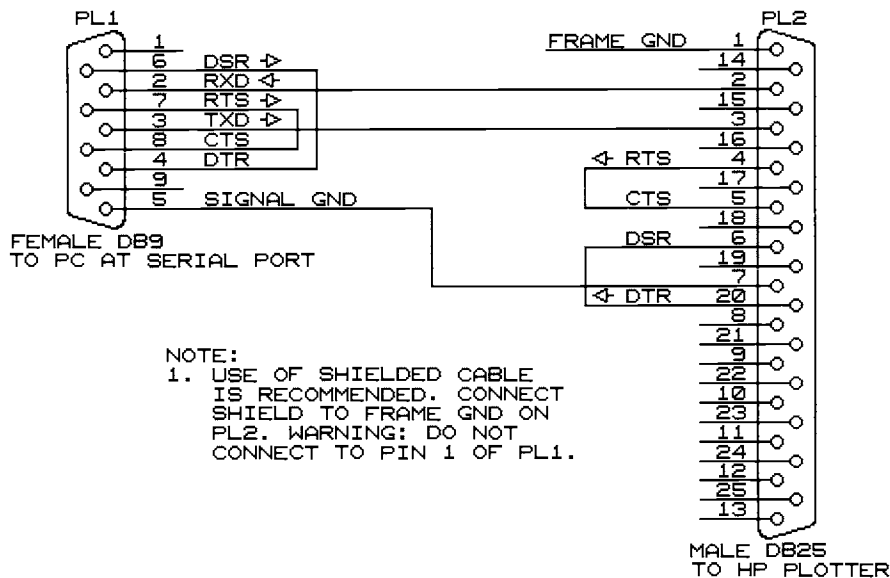 PL1
1
6 DSR
2 RXD
7 RTS
3 TXD
8 CTS
4 DTR
9
5 SIGNAL GND
FEMALE DB9
TO PC AT SERIAL PORT
PL2
FRAME GND 1
14
2
15
3
16
RTS 4
17
CTS 5
18
DSR 6
19
7
DTR 20
8
21
9
22
10
23
11
24
12
25
13
MALE DB25
TO HP PLOTTER
NOTE:
1. USE OF SHIELDED CABLE
IS RECOMMENDED. CONNECT
SHIELD TO FRAME GND ON
PL2. WARNING: DO NOT
CONNECT TO PIN 1 OF PL1.